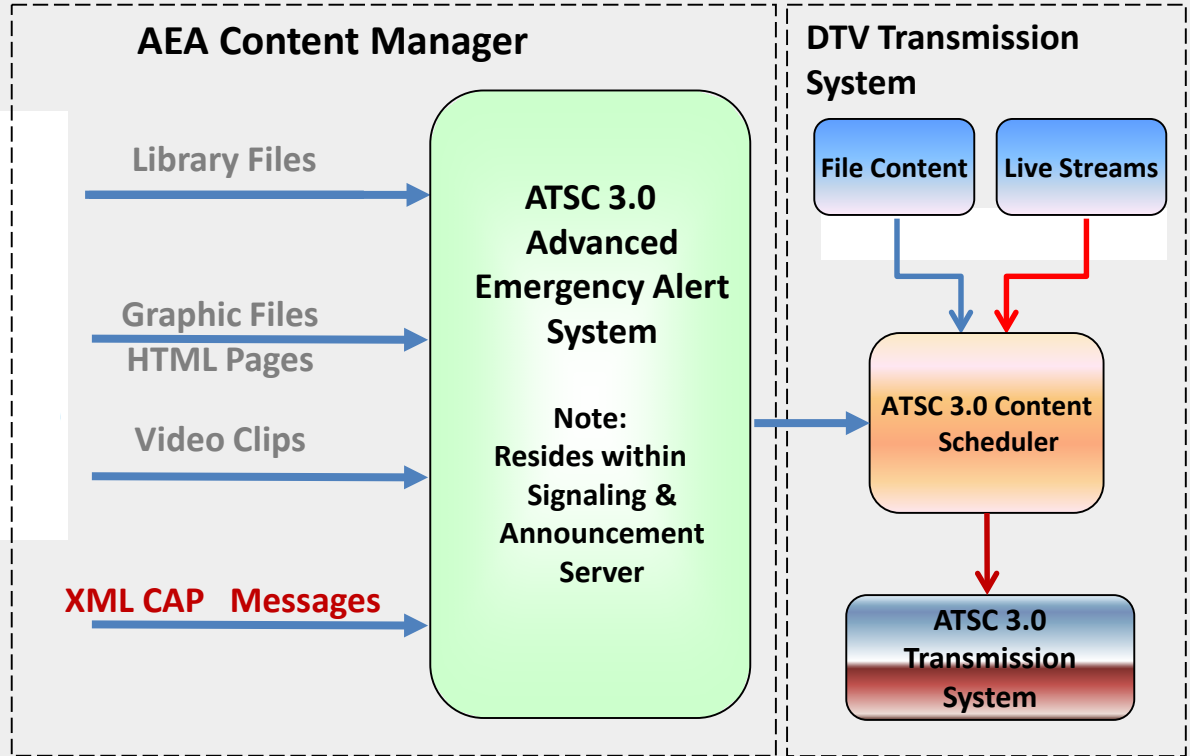 AEA Content Manager
Library Files
Graphic Files
HTML Pages
Video Clips
XML CAP Messages
ATSC 3.0
Advanced
Emergency Alert
System
Note:
Resides within
Signaling &
Announcement
Server
DTV Transmission
System
File Content
Live Streams
ATSC 3.0 Content
Scheduler
ATSC 3.0
Transmission
System